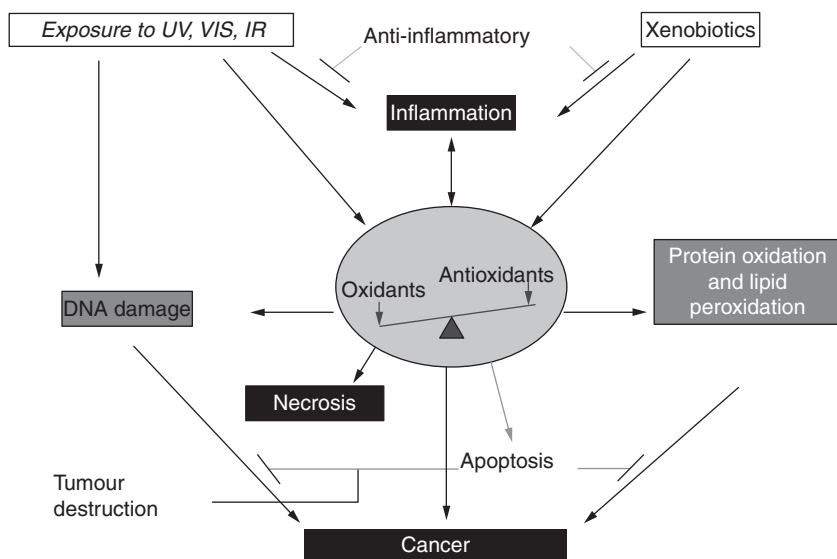 Exposure to UV, VIS, IR
Anti-inflammatory
Xenobiotics
Inflammation
Protein oxidation
and lipid
peroxidation
Antioxidants
Oxidants
DNA damage
Necrosis
Apoptosis
Tumour
destruction
Cancer